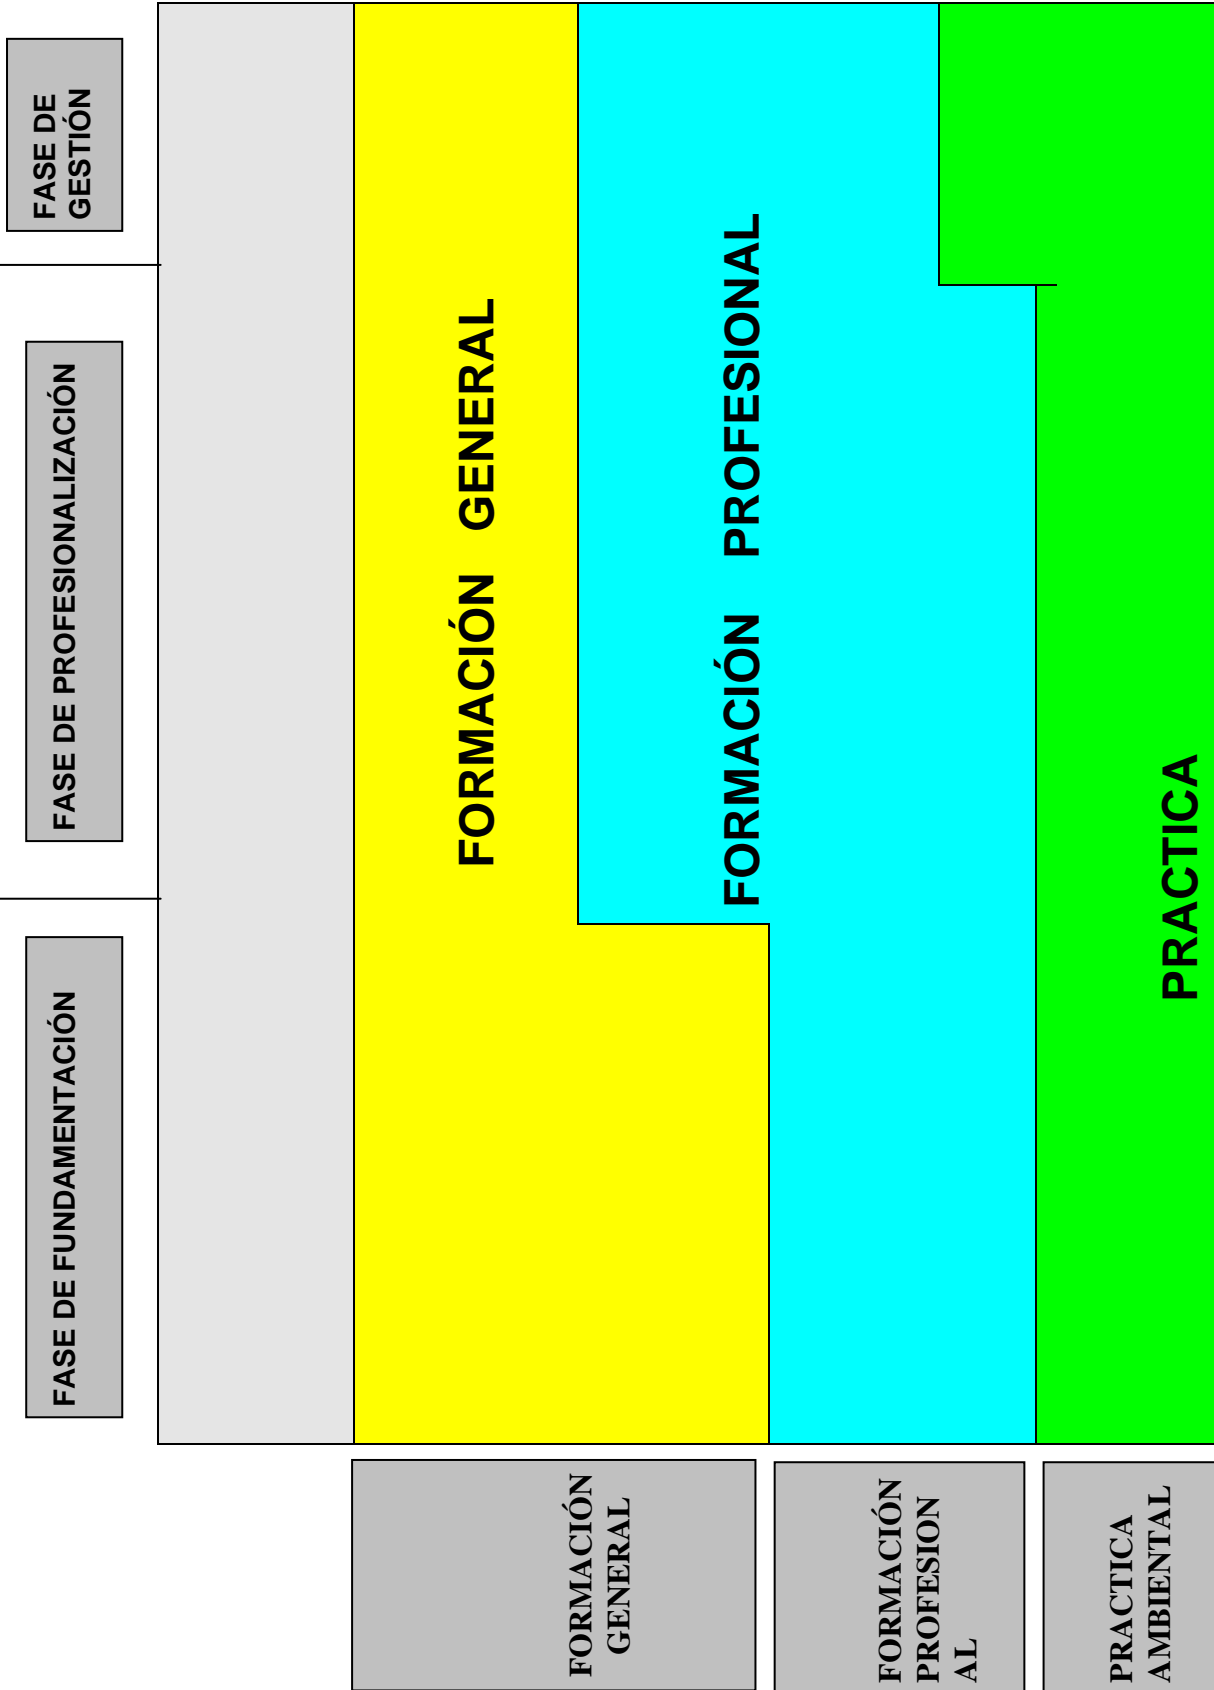 FASE DE FUNDAMENTACIÓN
FASE DE PROFESIONALIZACIÓN
FASE DE
GESTIÓN
FORMACIÓN
GENERAL
FORMACIÓN GENERAL
FORMACIÓN
PROFESION
AL
FORMACIÓN PROFESIONAL
PRACTICA
AMBIENTAL
PRACTICA